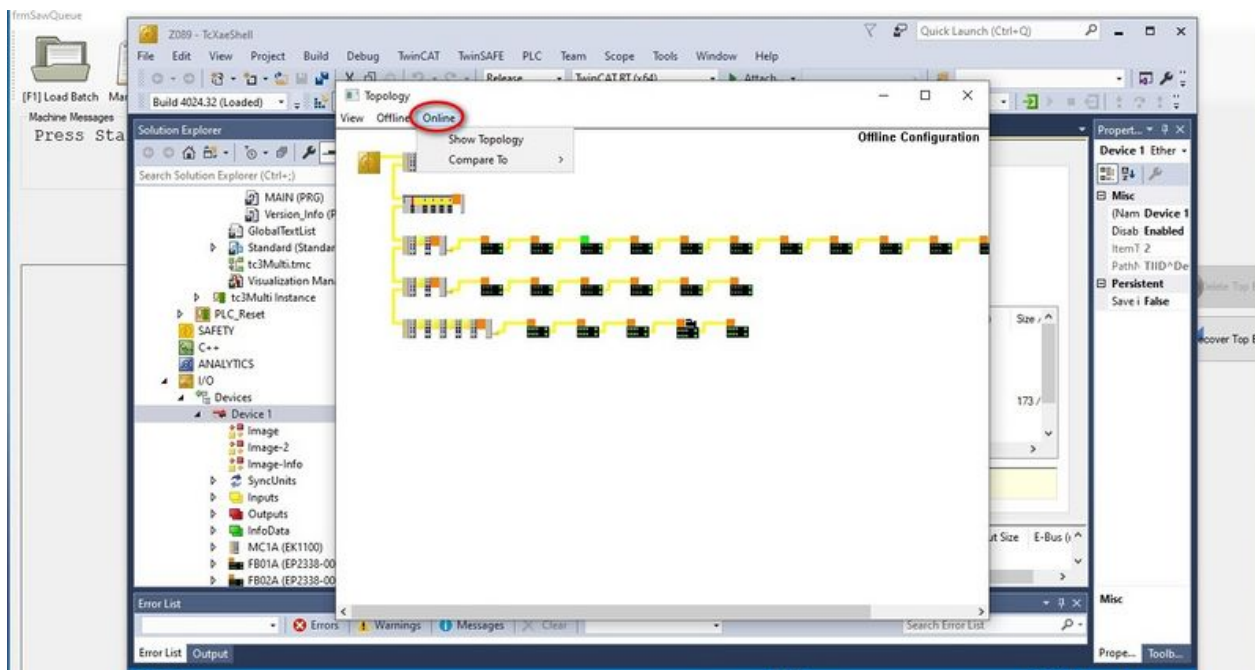 frmSawQueue
Z089 - TcXaeShell
Quick Launch (Ctrl+Q)
File Edit View Project Build Debug TwinCAT TwinSAFE PLC Team Scope Tools Window Help
Release TwinCAT RT (x64) Attach
[F1] Load Batch
Build 4024.32 (Loaded)
Topology
View Offline Online
Machine Messages
Press Sta
Solution Explorer
Show Topology
Compare To
Offline Configuration
Search Solution Explorer (Ctrl+;)
MAIN (PRG)
Version_Info (P
GlobalTextList
Standard (Standar
tc3Multi.tmc
Visualization Man
tc3Multi Instance
PLC_Reset
SAFETY
C++
ANALYTICS
I/O
Devices
Device 1
Image
Image-2
Image-Info
SyncUnits
Inputs
Outputs
InfoData
MC1A (EK1100)
FB01A (EP2338-00
FB02A (EP2338-00
Size
173 /
ut Size E-Bus (
Propert...
Device 1 Ether
Misc
(Nam Device 1
Disab Enabled
ItemT 2
PathN TIID^De
Persistent
Save i False
Delete Top
ecover Top B
Error List
Errors Warnings Messages Clear
Search Error List
Misc
Error List Output
Prope... Toolb...